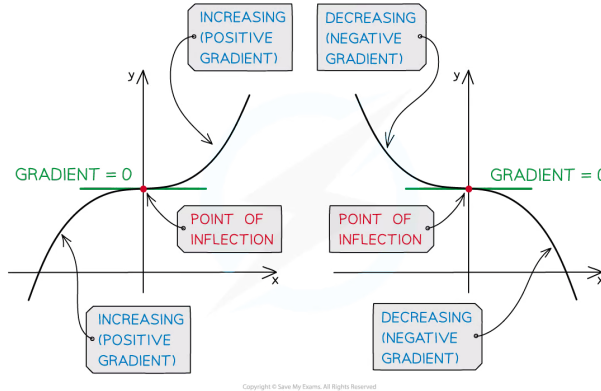 INCREASING
(POSITIVE
GRADIENT)
DECREASING
(NEGATIVE
GRADIENT)
y
y
GRADIENT = 0
GRADIENT = 0
POINT OF
INFLECTION
POINT OF
INFLECTION
x
x
INCREASING
(POSITIVE
GRADIENT)
DECREASING
(NEGATIVE
GRADIENT)
Copyright © Save My Exams. All Rights Reserved